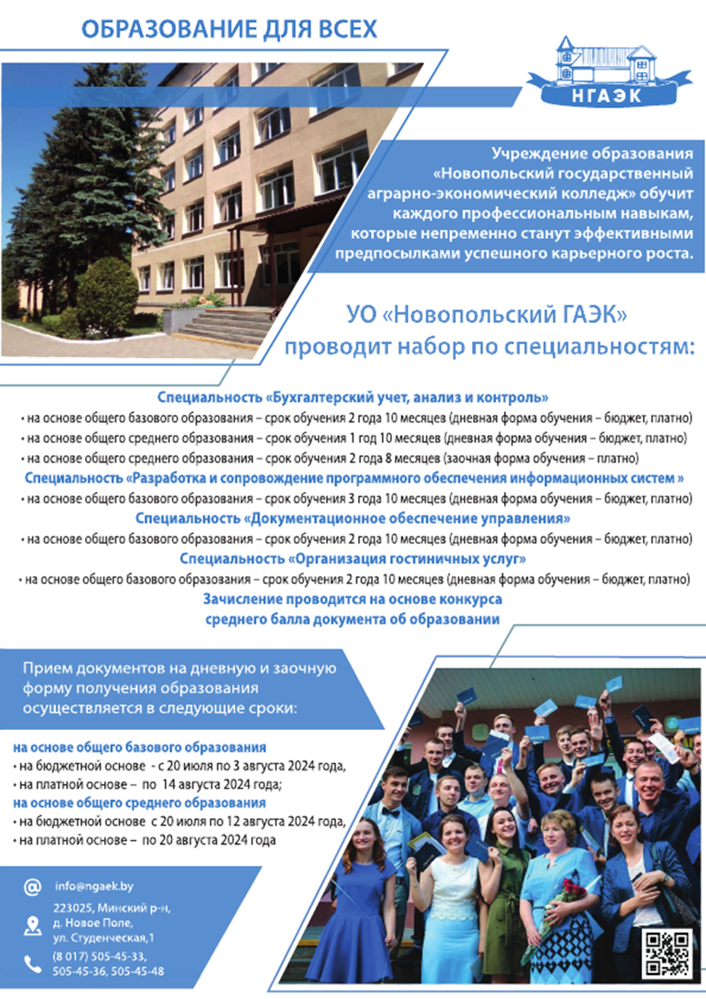 ОБРАЗОВАНИЕ ДЛЯ ВСЕХ
НГАЭК
Учреждение образования
«Новопольский государственный
аграрно-экономический колледж» обучит
каждого профессиональным навыкам,
которые непременно станут эффективными
предпосылками успешного карьерного роста.
УО «Новопольский ГАЭК»
проводит набор по специальностям:
Специальность «Бухгалтерский учет, анализ и контроль»
• на основе общего базового образования – срок обучения 2 года 10 месяцев (дневная форма обучения – бюджет, платно)
• на основе общего среднего образования – срок обучения 1 год 10 месяцев (дневная форма обучения – бюджет, платно)
• на основе общего среднего образования – срок обучения 2 года 8 месяцев (заочная форма обучения – платно)
Специальность «Разработка и сопровождение программного обеспечения информационных систем »
• на основе общего базового образования – срок обучения 3 года 10 месяцев (дневная форма обучения – бюджет, платно)
Специальность «Документационное обеспечение управления»
• на основе общего базового образования – срок обучения 2 года 10 месяцев (дневная форма обучения – бюджет, платно)
Специальность «Организация гостиничных услуг»
• на основе общего базового образования – срок обучения 2 года 10 месяцев (дневная форма обучения – бюджет, платно)
Зачисление проводится на основе конкурса
среднего балла документа об образовании
Прием документов на дневную и заочную
форму получения образования
осуществляется в следующие сроки:
на основе общего базового образования
• на бюджетной основе - с 20 июля по 3 августа 2024 года,
• на платной основе – по 14 августа 2024 года;
на основе общего среднего образования
• на бюджетной основе с 20 июля по 12 августа 2024 года,
• на платной основе – по 20 августа 2024 года
info@ngaek.by
223025, Минский р-н,
д. Новое Поле,
ул. Студенческая,1
(8 017) 505-45-33,
505-45-36, 505-45-48